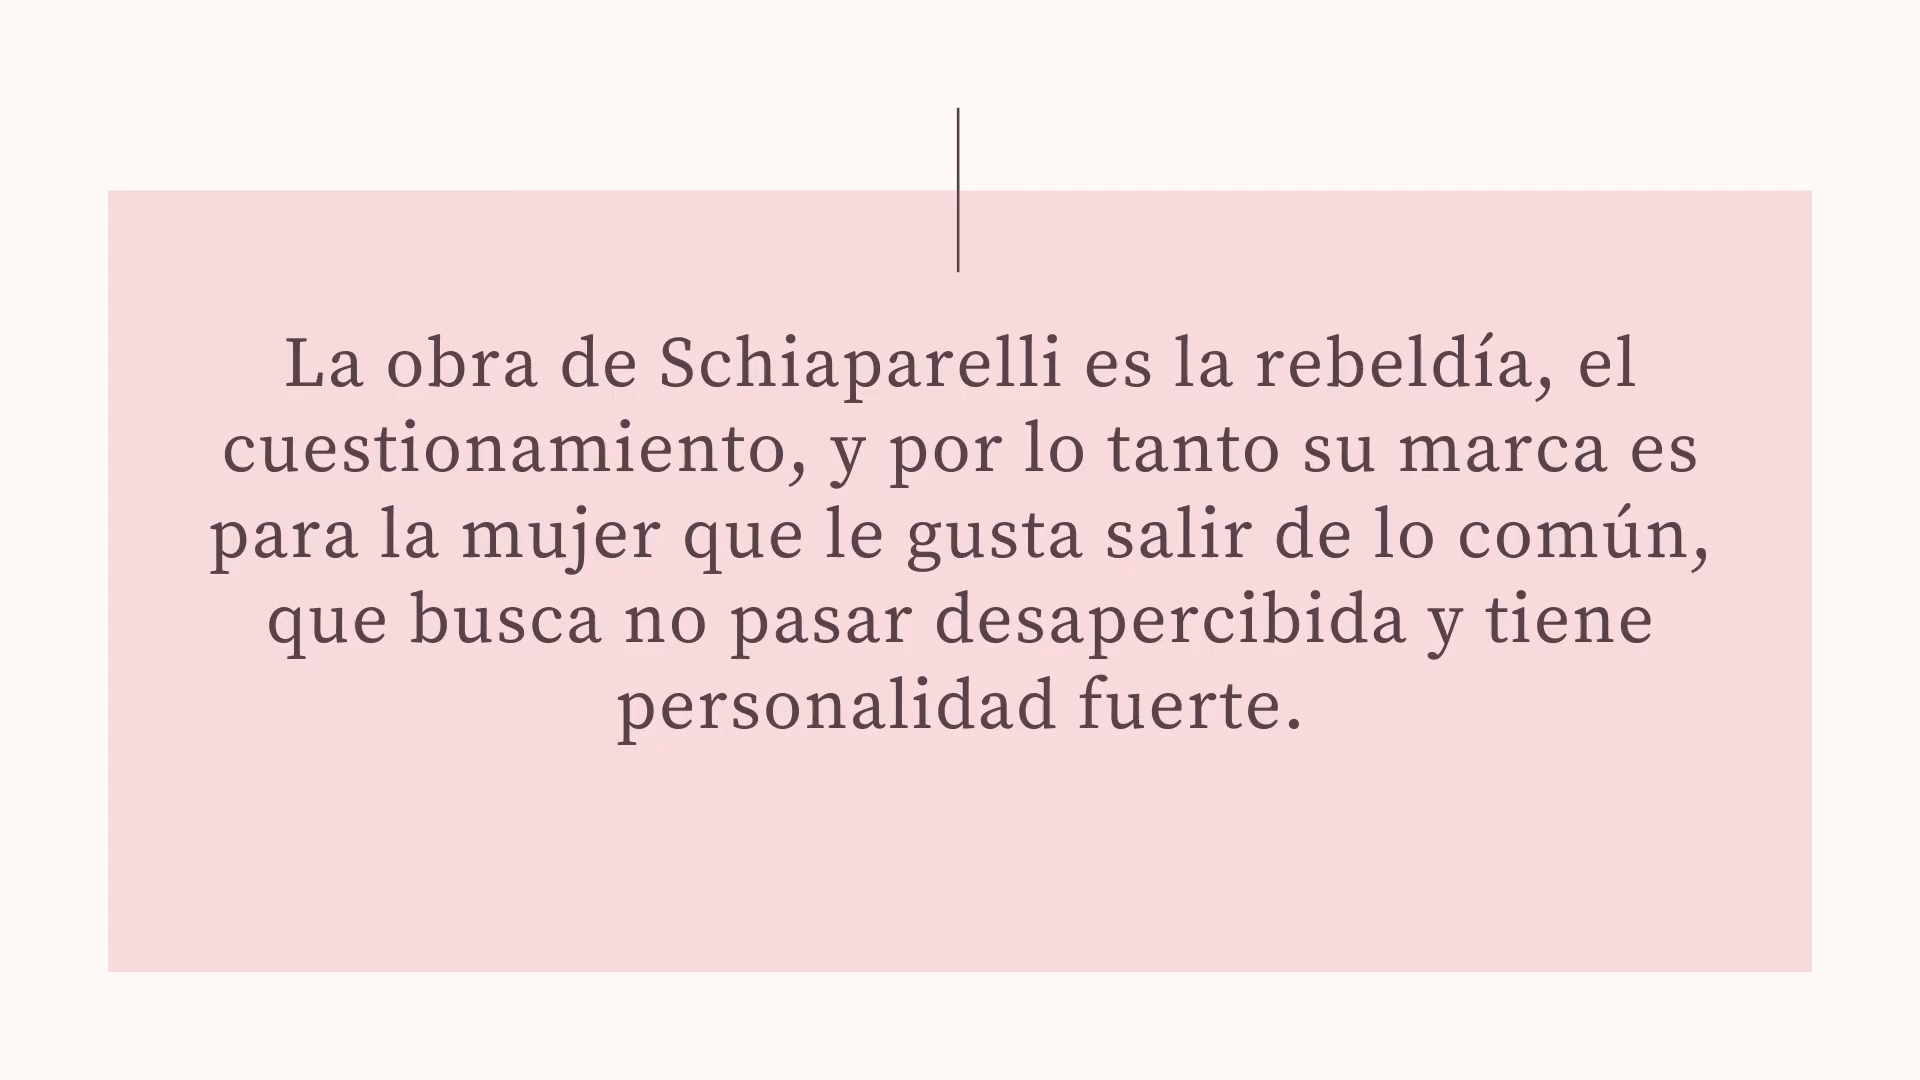 La obra de Schiaparelli es la rebeldía, el
cuestionamiento, y por lo tanto su marca es
para la mujer que le gusta salir de lo común,
que busca no pasar desapercibida y tiene
personalidad fuerte.